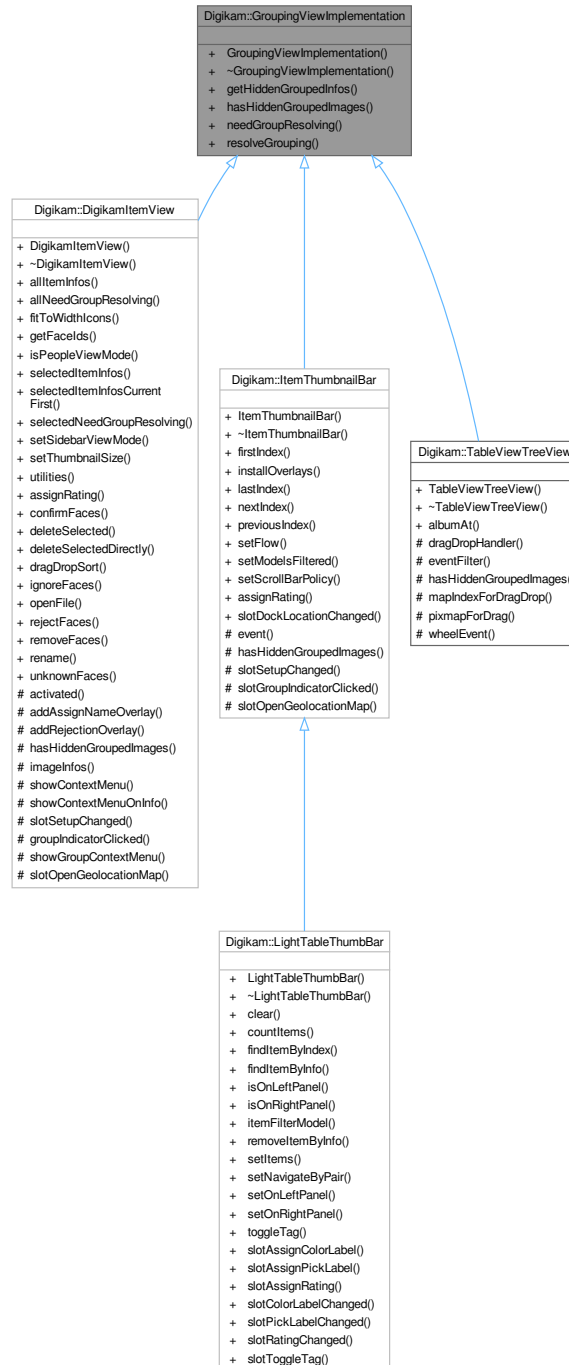 Digikam::GroupingViewImplementation
+ GroupingViewImplementation()
+ ~GroupingViewImplementation()
+ getHiddenGroupedInfos()
+ hasHiddenGroupedImages()
+ needGroupResolving()
+ resolveGrouping()
Digikam::DigikamItemView
+ DigikamItemView()
+ ~DigikamItemView()
+ allItemInfos()
+ allNeedGroupResolving()
+ fitToWidthIcons()
+ getFaceIds()
+ isPeopleViewMode()
+ selectedItemInfos()
+ selectedItemInfosCurrent
First()
+ selectedNeedGroupResolving()
+ setSidebarViewMode()
+ setThumbnailSize()
+ utilities()
+ assignRating()
+ confirmFaces()
+ deleteSelected()
+ deleteSelectedDirectly()
+ dragDropSort()
+ ignoreFaces()
+ openFile()
+ rejectFaces()
+ removeFaces()
+ rename()
+ unknownFaces()
# activated()
# addAssignNameOverlay()
# addRejectionOverlay()
# hasHiddenGroupedImages()
# imageInfos()
# showContextMenu()
# showContextMenuOnInfo()
# slotSetupChanged()
# groupIndicatorClicked()
# showGroupContextMenu()
# slotOpenGeolocationMap()
Digikam::ItemThumbnailBar
+ ItemThumbnailBar()
+ ~ItemThumbnailBar()
+ firstIndex()
+ installOverlays()
+ lastIndex()
+ nextIndex()
+ previousIndex()
+ setFlow()
+ setModelsFiltered()
+ setScrollBarPolicy()
+ assignRating()
+ slotDockLocationChanged()
# event()
# hasHiddenGroupedImages()
# slotSetupChanged()
# slotGroupIndicatorClicked()
# slotOpenGeolocationMap()
Digikam::TableViewTreeView
+ TableViewTreeView()
+ ~TableViewTreeView()
+ albumAt()
# dragDropHandler()
# eventFilter()
# hasHiddenGroupedImages(
# mapIndexForDragDrop()
# pixmapForDrag()
# wheelEvent()
Digikam::LightTableThumbBar
+ LightTableThumbBar()
+ ~LightTableThumbBar()
+ clear()
+ countItems()
+ findItemByIndex()
+ findItemByInfo()
+ isOnLeftPanel()
+ isOnRightPanel()
+ itemFilterModel()
+ removeItemByInfo()
+ setItems()
+ setNavigateByPair()
+ setOnLeftPanel()
+ setOnRightPanel()
+ toggleTag()
+ slotAssignColorLabel()
+ slotAssignPickLabel()
+ slotAssignRating()
+ slotColorLabelChanged()
+ slotPickLabelChanged()
+ slotRatingChanged()
+ slotToggleTag()